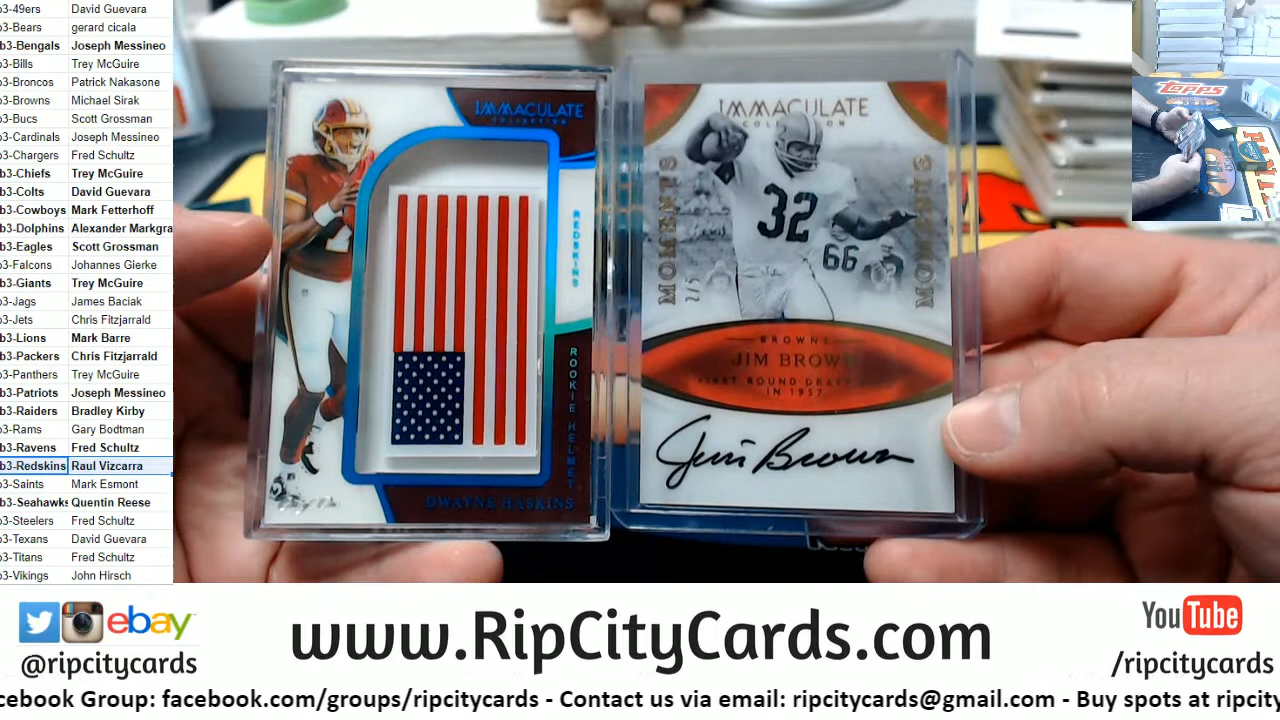 b3-49ers David Guevara
b3-Bears gerard cicala
b3-Bengals Joseph Messineo
b3-Bills Trey McGuire
b3-Broncos Patrick Nakasone
b3-Browns Michael Sirak
b3-Bucs Scott Grossman
b3-Cardinals Joseph Messineo
b3-Chargers Fred Schultz
b3-Chiefs Trey McGuire
b3-Colts David Guevara
b3-Cowboys Mark Fetterhoff
b3-Dolphins Alexander Markgra
b3-Eagles Scott Grossman
b3-Falcons Johannes Gierke
b3-Giants Trey McGuire
b3-Jags James Baciak
b3-Jets Chris Fitzjarrald
b3-Lions Mark Barre
b3-Packers Chris Fitzjarrald
b3-Panthers Trey McGuire
b3-Patriots Joseph Messineo
b3-Raiders Bradley Kirby
b3-Rams Gary Bodtman
b3-Ravens Fred Schultz
b3-Redskins Raul Vizcarra
b3-Saints Mark Esmont
b3-Seahawks Quentin Reese
b3-Steelers Fred Schultz
b3-Texans David Guevara
b3-Titans Fred Schultz
b3-Vikings John Hirsch
IMMACULATE
COLLECTION
REDSKINS
ROOKIE HELMET
DWAYNE HASKINS
IMMACULATE
COLLECTION
MOMENTS
MOMENTS
2/5
32
66
BROWNS
JIM BROWN
FIRST ROUND DRAFT
IN 1957
Jim Brown
topps
ebay
@ripcitycards
www.RipCityCards.com
YouTube
/ripcitycards
cebook Group: facebook.com/groups/ripcitycards - Contact us via email: ripcitycards@gmail.com - Buy spots at ripcity